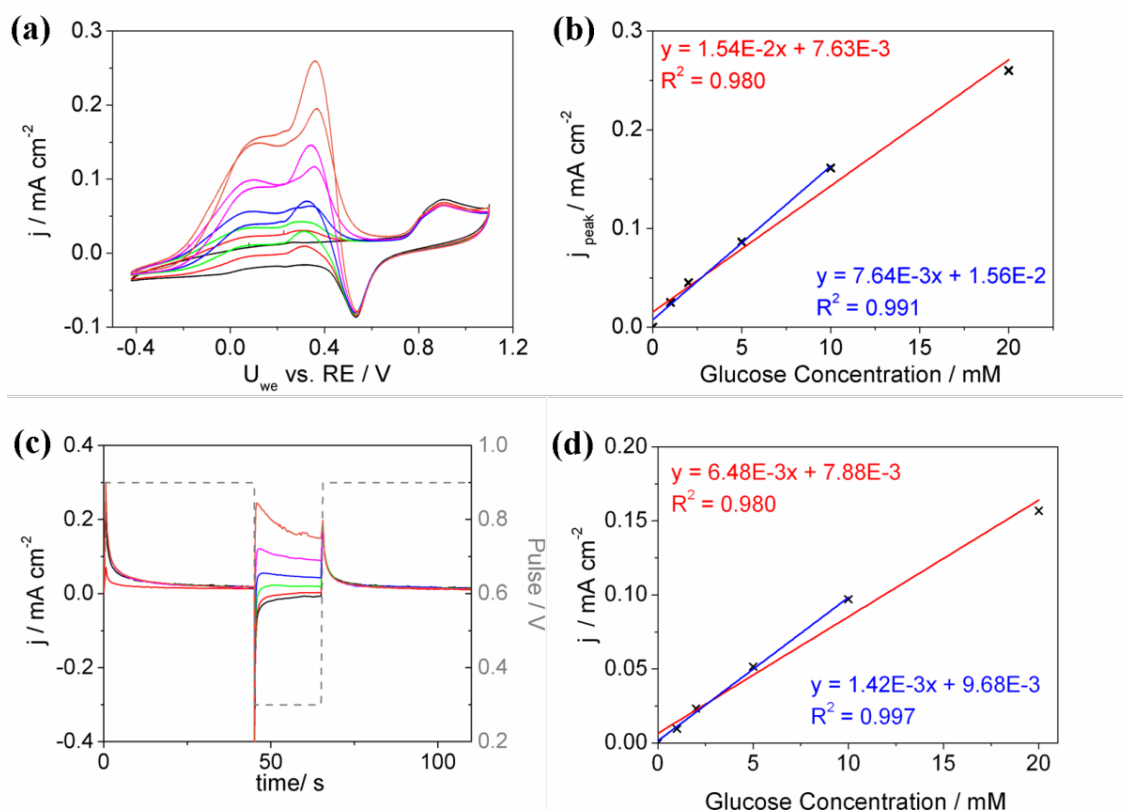 (a)
0.3
0.2
0.1
0.0
-0.1
j / mA cm-2
-0.4 0.0 0.4 0.8 1.2
Uwe vs. RE / V
(b)
0.3
0.2
0.1
0.0
jpeak / mA cm-2
y = 1.54E-2x + 7.63E-3
R2 = 0.980
y = 7.64E-3x + 1.56E-2
R2 = 0.991
0 5 10 15 20
Glucose Concentration / mM
(c)
0.4
0.2
0.0
-0.2
-0.4
j / mA cm-2
1.0
0.8
0.6
0.4
0.2
Pulse / V
0 50 100
time/ s
(d)
0.20
0.15
0.10
0.05
0.00
j / mA cm-2
y = 6.48E-3x + 7.88E-3
R2 = 0.980
y = 1.42E-3x + 9.68E-3
R2 = 0.997
0 5 10 15 20
Glucose Concentration / mM